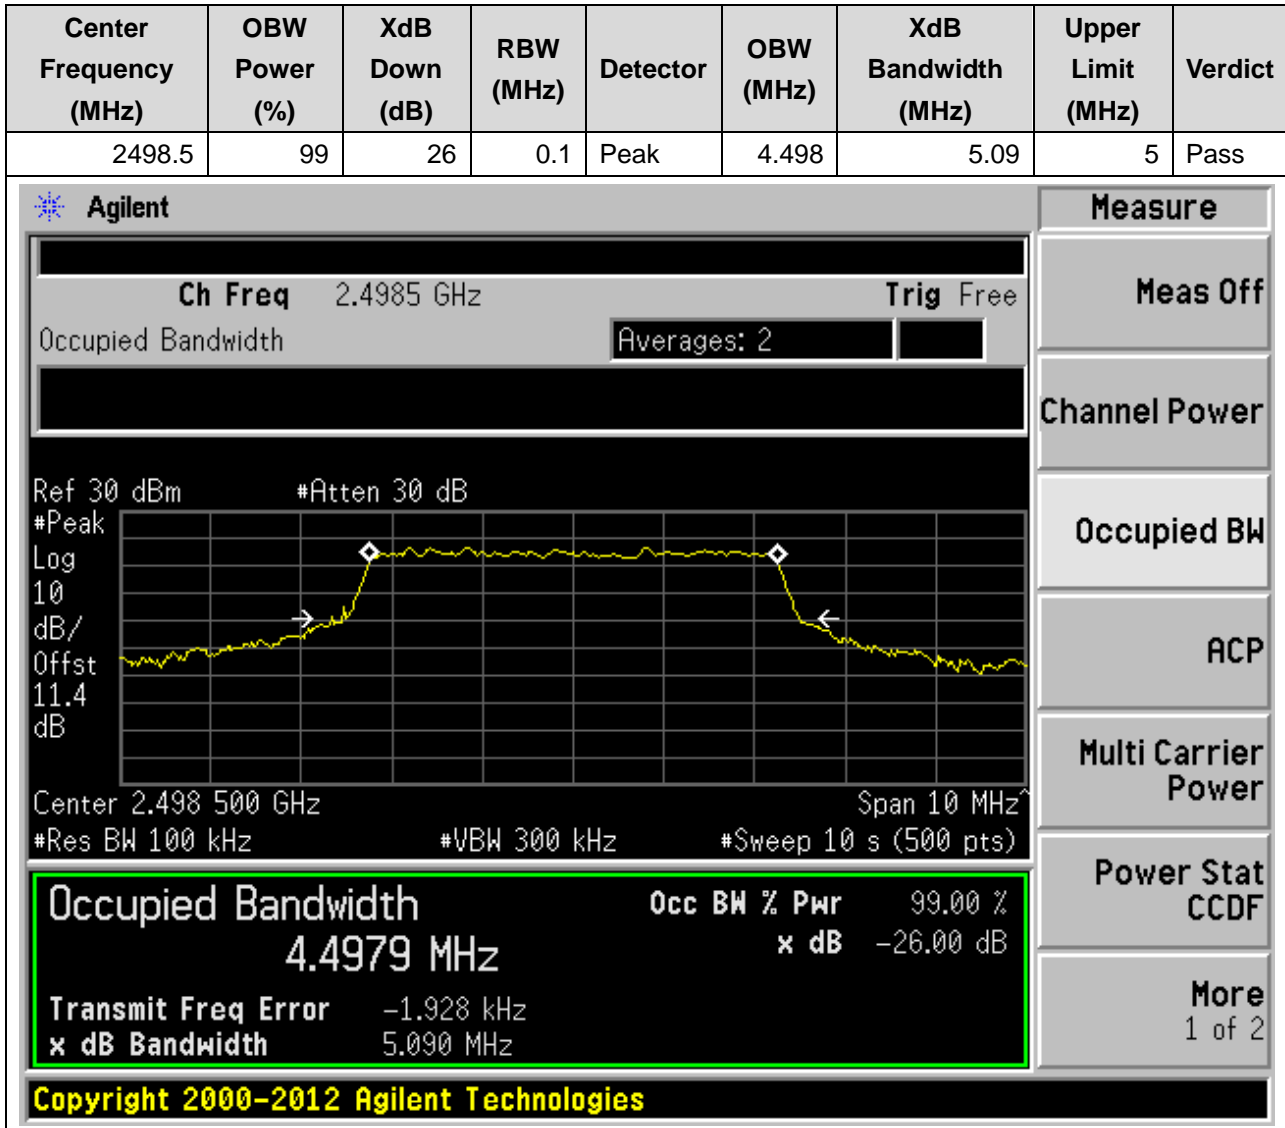 Center Frequency (MHz) OBW Power (%) XdB Down (dB) RBW (MHz) Detector OBW (MHz) XdB Bandwidth (MHz) Upper Limit (MHz) Verdict
2498.5 99 26 0.1 Peak 4.498 5.09 5 Pass
Agilent
Measure
Ch Freq 2.4985 GHz Trig Free
Meas Off
Occupied Bandwidth Averages: 2
Channel Power
Ref 30 dBm #Atten 30 dB
#Peak
Log
10
dB/
Offst
11.4
dB
Occupied BW
ACP
Multi Carrier
Power
Center 2.498 500 GHz Span 10 MHz^
#Res BW 100 kHz #VBW 300 kHz #Sweep 10 s (500 pts)
Power Stat
CCDF
Occupied Bandwidth Occ BW % Pwr 99.00 %
4.4979 MHz x dB -26.00 dB
Transmit Freq Error -1.928 kHz
x dB Bandwidth 5.090 MHz
More
1 of 2
Copyright 2000-2012 Agilent Technologies